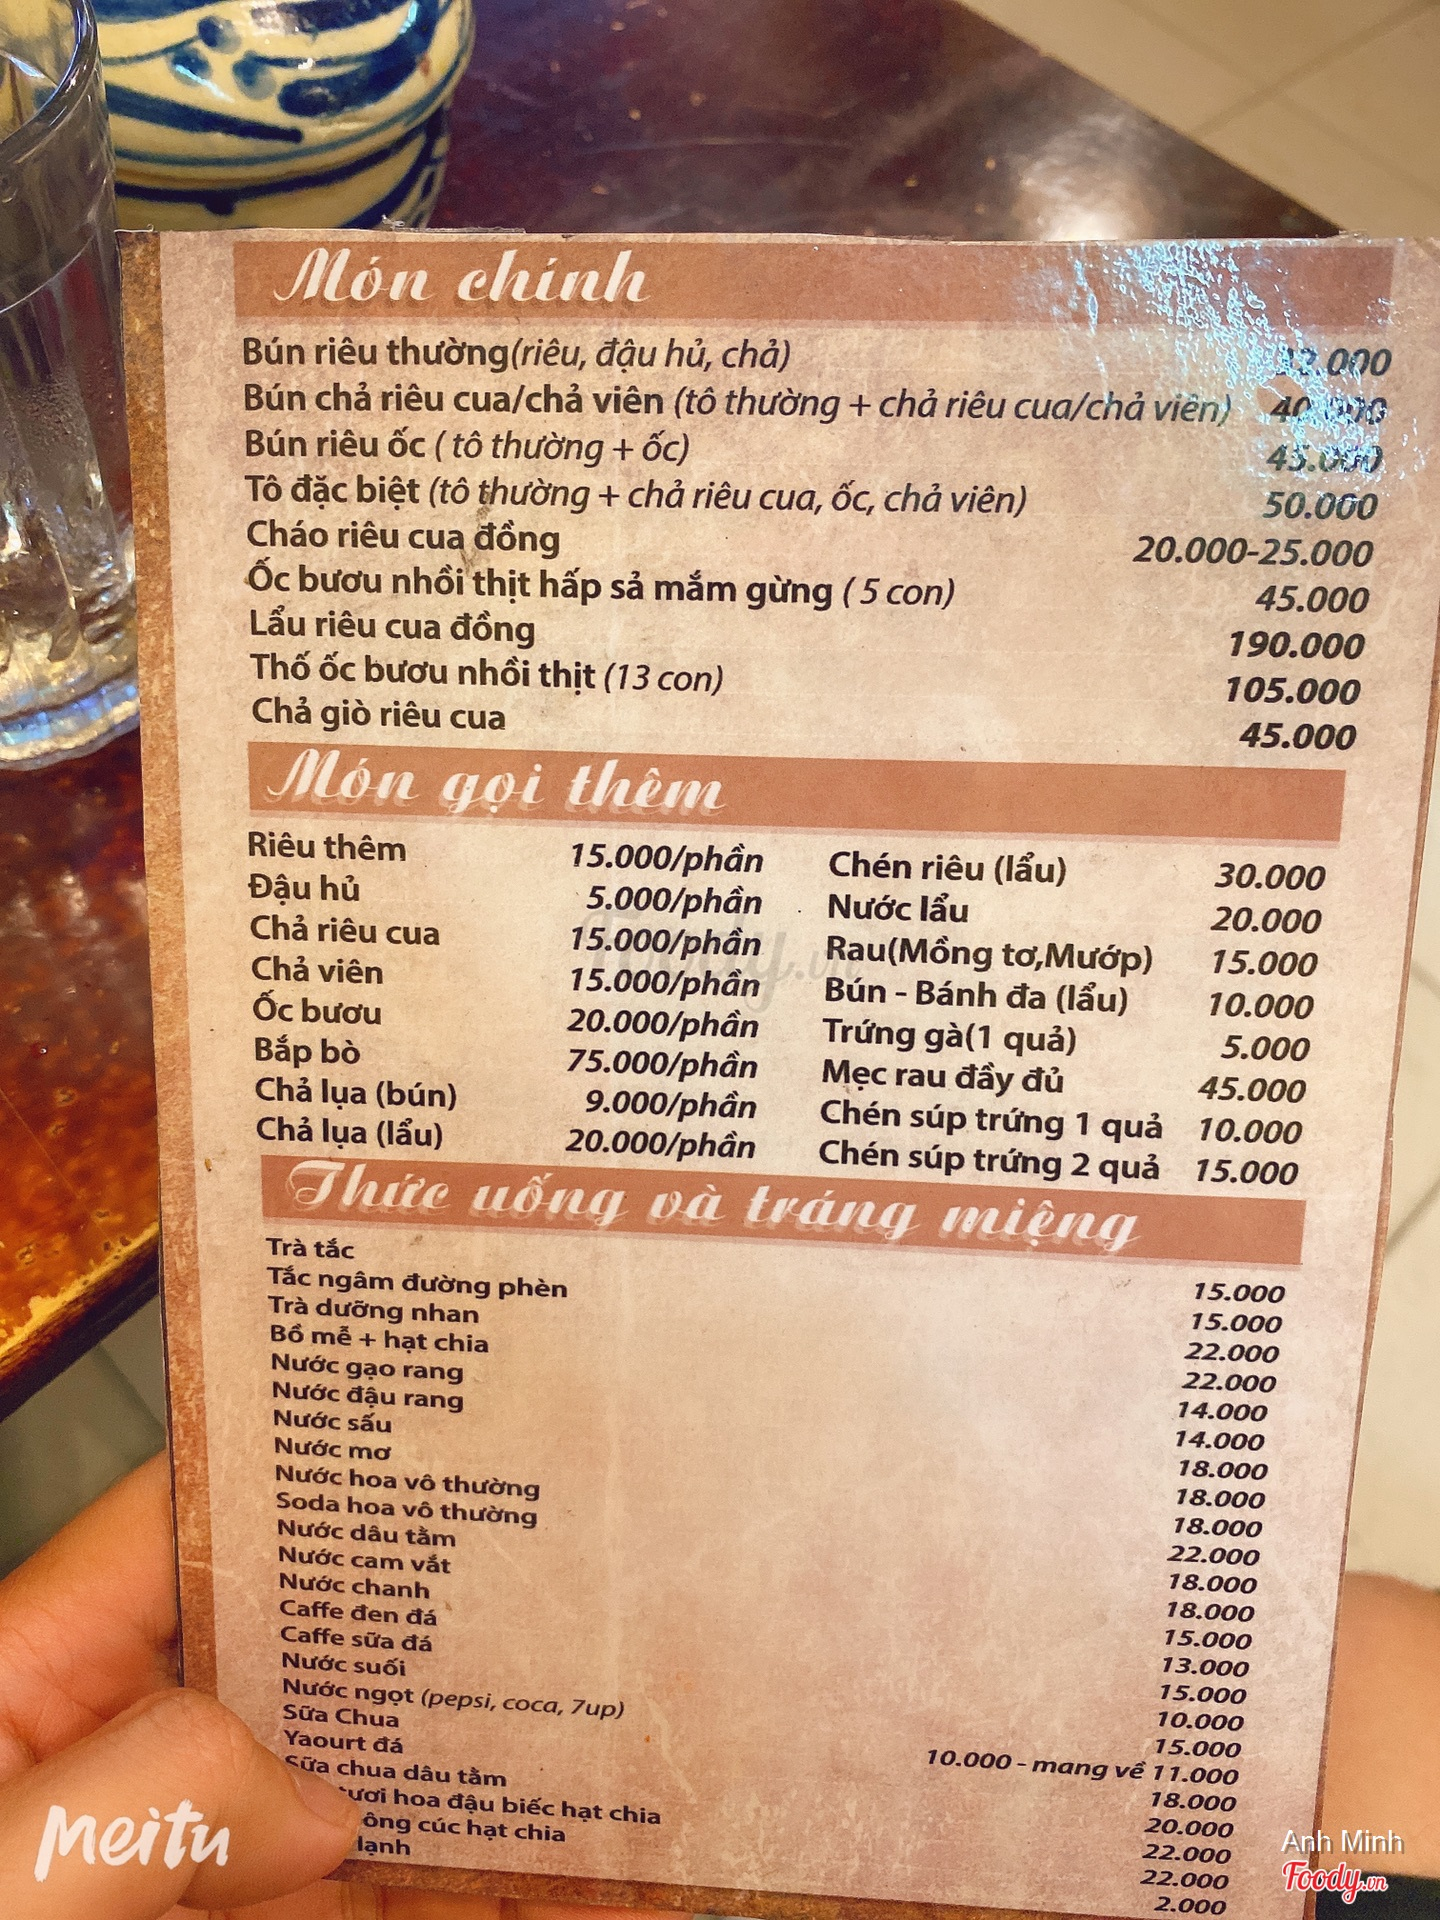 Món chính
Bún riêu thường(riêu, đậu hủ, chả)
Bún chả riêu cua/chả viên (tô thường + chả riêu cua/chả viên) 40.000
Bún riêu ốc ( tô thường + ốc) 45.000
Tô đặc biệt (tô thường + chả riêu cua, ốc, chả viên) 50.000
Cháo riêu cua đồng 20.000-25.000
Ốc bươu nhồi thịt hấp sả mắm gừng ( 5 con) 45.000
Lẩu riêu cua đồng 190.000
Thố ốc bươu nhồi thịt (13 con) 105.000
Chả giò riêu cua 45.000
Món gọi thêm
Riêu thêm 15.000/phần Chén riêu (lẩu) 30.000
Đậu hủ 5.000/phần Nước lẩu 20.000
Chả riêu cua 15.000/phần Rau(Mồng tơ,Mướp) 15.000
Chả viên 15.000/phần Bún - Bánh đa (lẩu) 10.000
Ốc bươu 20.000/phần Trứng gà(1 quả) 5.000
Bắp bò 75.000/phần Mẹc rau đầy đủ 45.000
Chả lụa (bún) 9.000/phần Chén súp trứng 1 quả 10.000
Chả lụa (lẩu) 20.000/phần Chén súp trứng 2 quả 15.000
Thức uống và tráng miệng
Trà tắc 15.000
Tắc ngâm đường phèn 15.000
Trà dưỡng nhan 22.000
Bồ mễ + hạt chia 22.000
Nước gạo rang 14.000
Nước đậu rang 14.000
Nước sấu 18.000
Nước mơ 18.000
Nước hoa vô thường 18.000
Soda hoa vô thường 22.000
Nước dâu tằm 18.000
Nước cam vắt 18.000
Nước chanh 15.000
Caffe đen đá 13.000
Caffe sữa đá 15.000
Nước suối 10.000
Nước ngọt (pepsi, coca, 7up) 15.000
Sữa Chua 10.000 - mang về 11.000
Yaourt đá 18.000
Sữa chua dâu tằm 20.000
tươi hoa đậu biếc hạt chia 22.000
ông cúc hạt chia 22.000
lạnh 2.000
Meitu
Anh Minh
Foody.vn